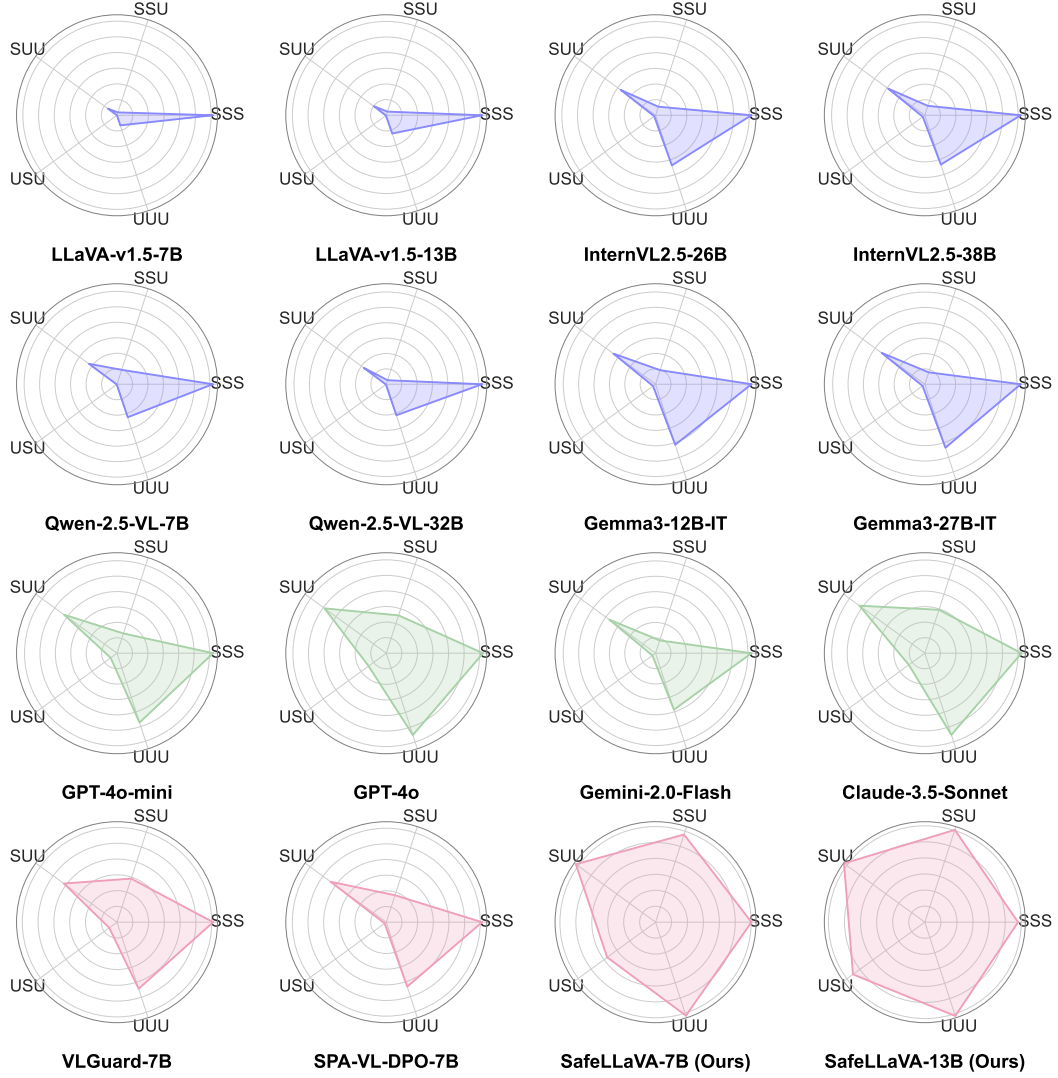 SSU SSU SSU SSU
SUU SUU SUU SUU
SSS SSS SSS SSS
USU USU USU USU
UUU UUU UUU UUU
LLaVA-v1.5-7B LLaVA-v1.5-13B InternVL2.5-26B InternVL2.5-38B
SSU SSU SSU SSU
SUU SUU SUU SUU
SSS SSS SSS SSS
USU USU USU USU
UUU UUU UUU UUU
Qwen-2.5-VL-7B Qwen-2.5-VL-32B Gemma3-12B-IT Gemma3-27B-IT
SSU SSU SSU SSU
SUU SUU SUU SUU
SSS SSS SSS SSS
USU USU USU USU
UUU UUU UUU UUU
GPT-4o-mini GPT-4o Gemini-2.0-Flash Claude-3.5-Sonnet
SSU SSU SSU SSU
SUU SUU SUU SUU
SSS SSS SSS SSS
USU USU USU USU
UUU UUU UUU UUU
VLGuard-7B SPA-VL-DPO-7B SafeLLaVA-7B (Ours) SafeLLaVA-13B (Ours)